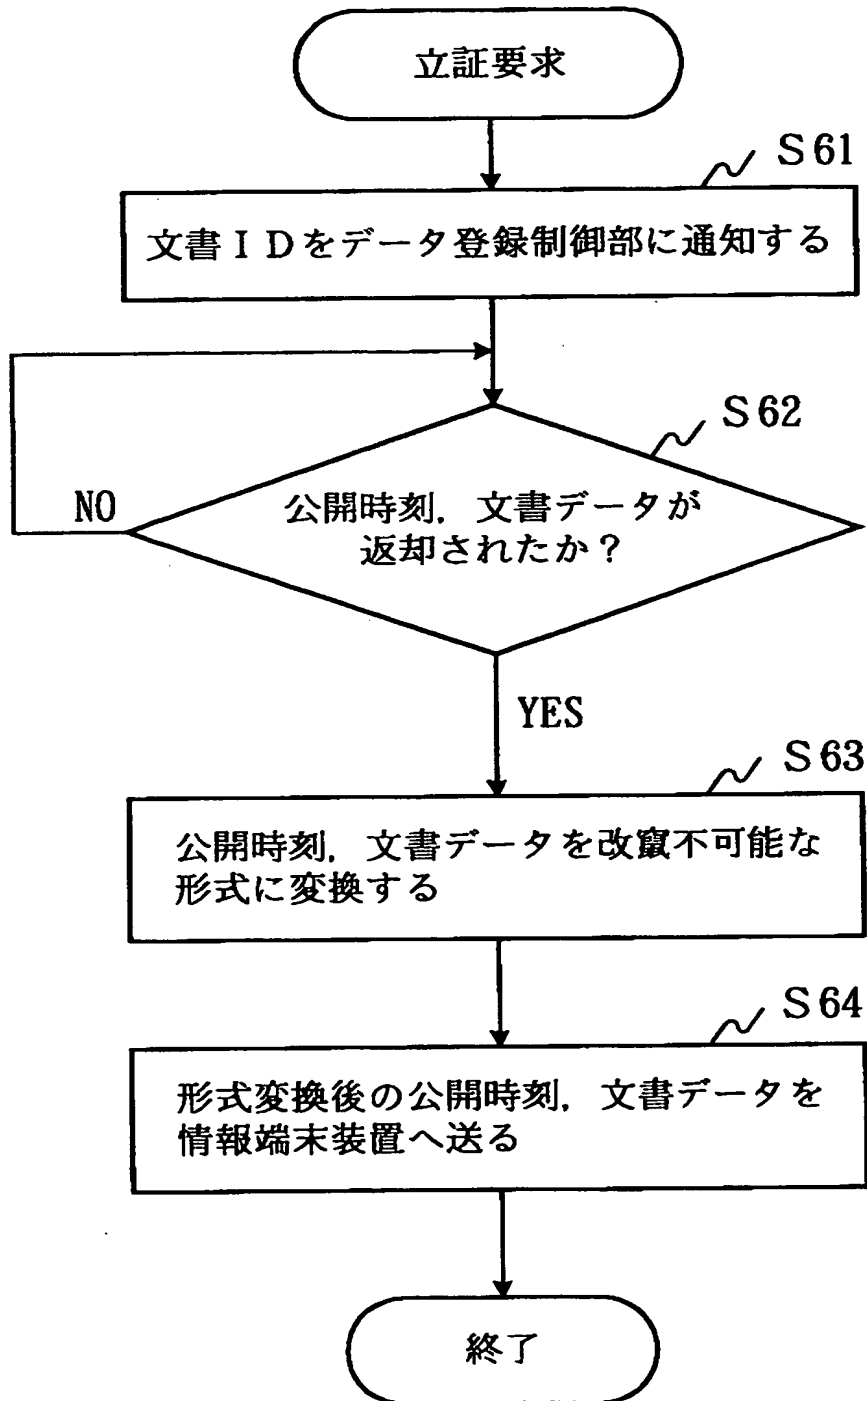 立証要求
S61
文書IDをデータ登録制御部に通知する
S62
公開時刻，文書データが
返却されたか？
NO
YES
S63
公開時刻，文書データを改竄不可能な
形式に変換する
S64
形式変換後の公開時刻，文書データを
情報端末装置へ送る
終了